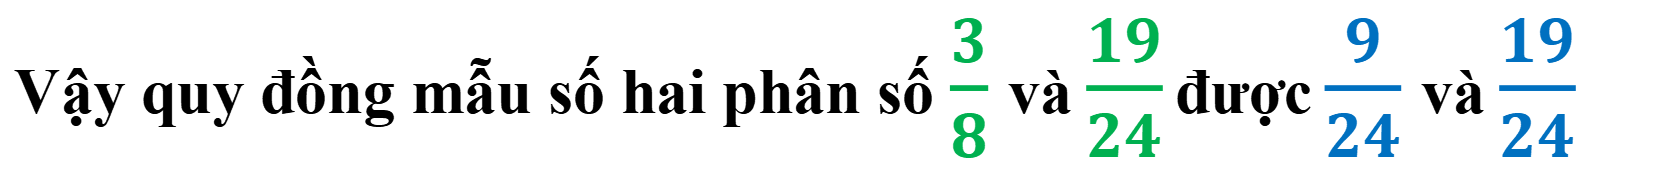 Vậy quy đồng mẫu số hai phân số 3/8 và 19/24 được 9/24 và 19/24